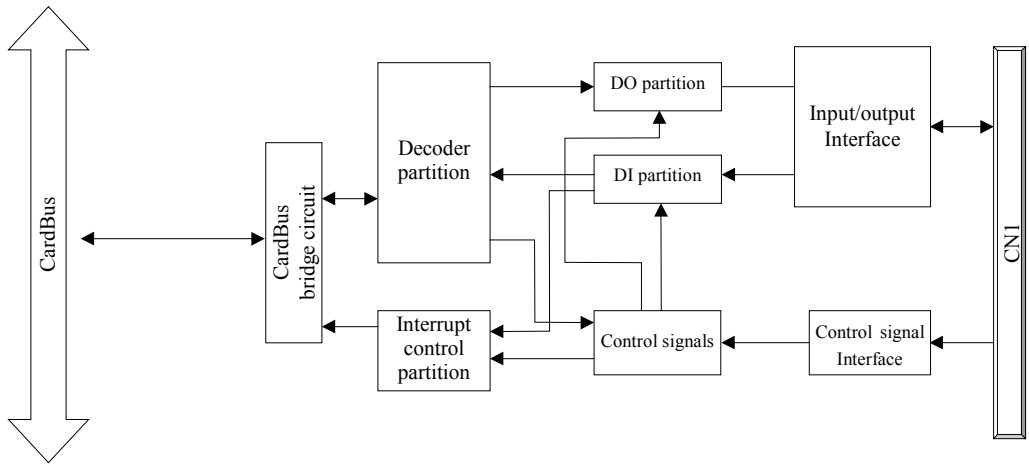 CardBus
CardBus
bridge circuit
Decoder
partition
Interrupt
control
partition
DO partition
DI partition
Control signals
Input/output
Interface
Control signal
Interface
CN1